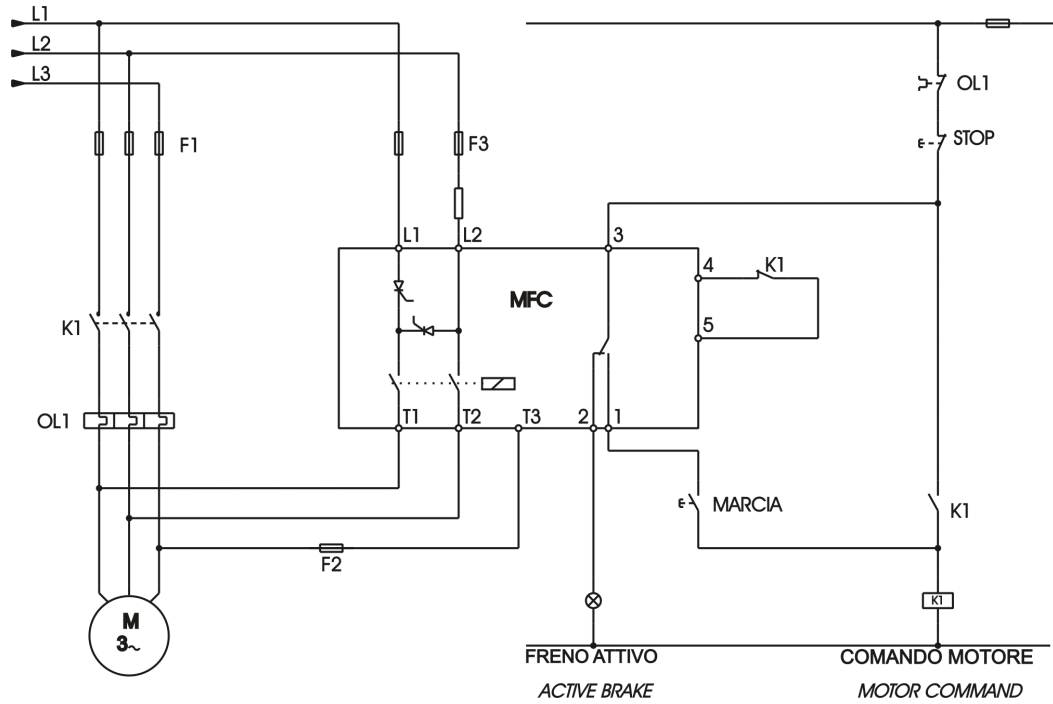 L1
L2
L3
OL1
F1
F3
STOP
L1
L2
3
4
K1
MFC
5
K1
OL1
T1
T2
T3
2
1
MARCIA
K1
F2
K1
M
3~
FRENO ATTIVO
COMANDO MOTORE
ACTIVE BRAKE
MOTOR COMMAND